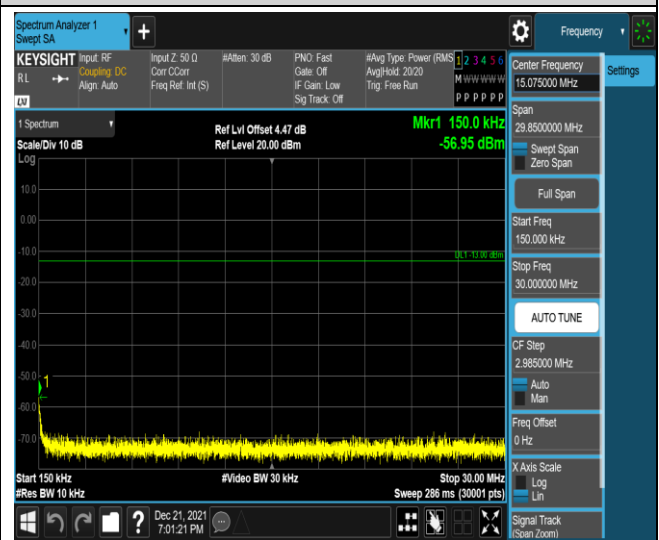 Spectrum Analyzer 1
Swept SA
+
Frequency
KEYSIGHT
RL
Input: RF
Coupling: DC
Align: Auto
Input Z: 50 Ω
Corr CCorr
Freq Ref: Int (S)
#Atten: 30 dB
PNO: Fast
Gate: Off
IF Gain: Low
Sig Track: Off
#Avg Type: Power (RMS
Avg|Hold: 20/20
Trig: Free Run
1 2 3 4 5 6
M W W W W W
P P P P P P
1 Spectrum
Scale/Div 10 dB
Ref Lvl Offset 4.47 dB
Ref Level 20.00 dBm
Mkr1 150.0 kHz
-56.95 dBm
Log
10.0
0.00
-10.0
DL1 -13.00 dBm
-20.0
-30.0
-40.0
-50.0
1
-60.0
-70.0
Start 150 kHz
#Video BW 30 kHz
Stop 30.00 MHz
#Res BW 10 kHz
Sweep 286 ms (30001 pts)
?
Dec 21, 2021
7:01:21 PM
Center Frequency
15.075000 MHz
Settings
Span
29.8500000 MHz
Swept Span
Zero Span
Full Span
Start Freq
150.000 kHz
Stop Freq
30.000000 MHz
AUTO TUNE
CF Step
2.985000 MHz
Auto
Man
Freq Offset
0 Hz
X Axis Scale
Log
Lin
Signal Track
(Span Zoom)